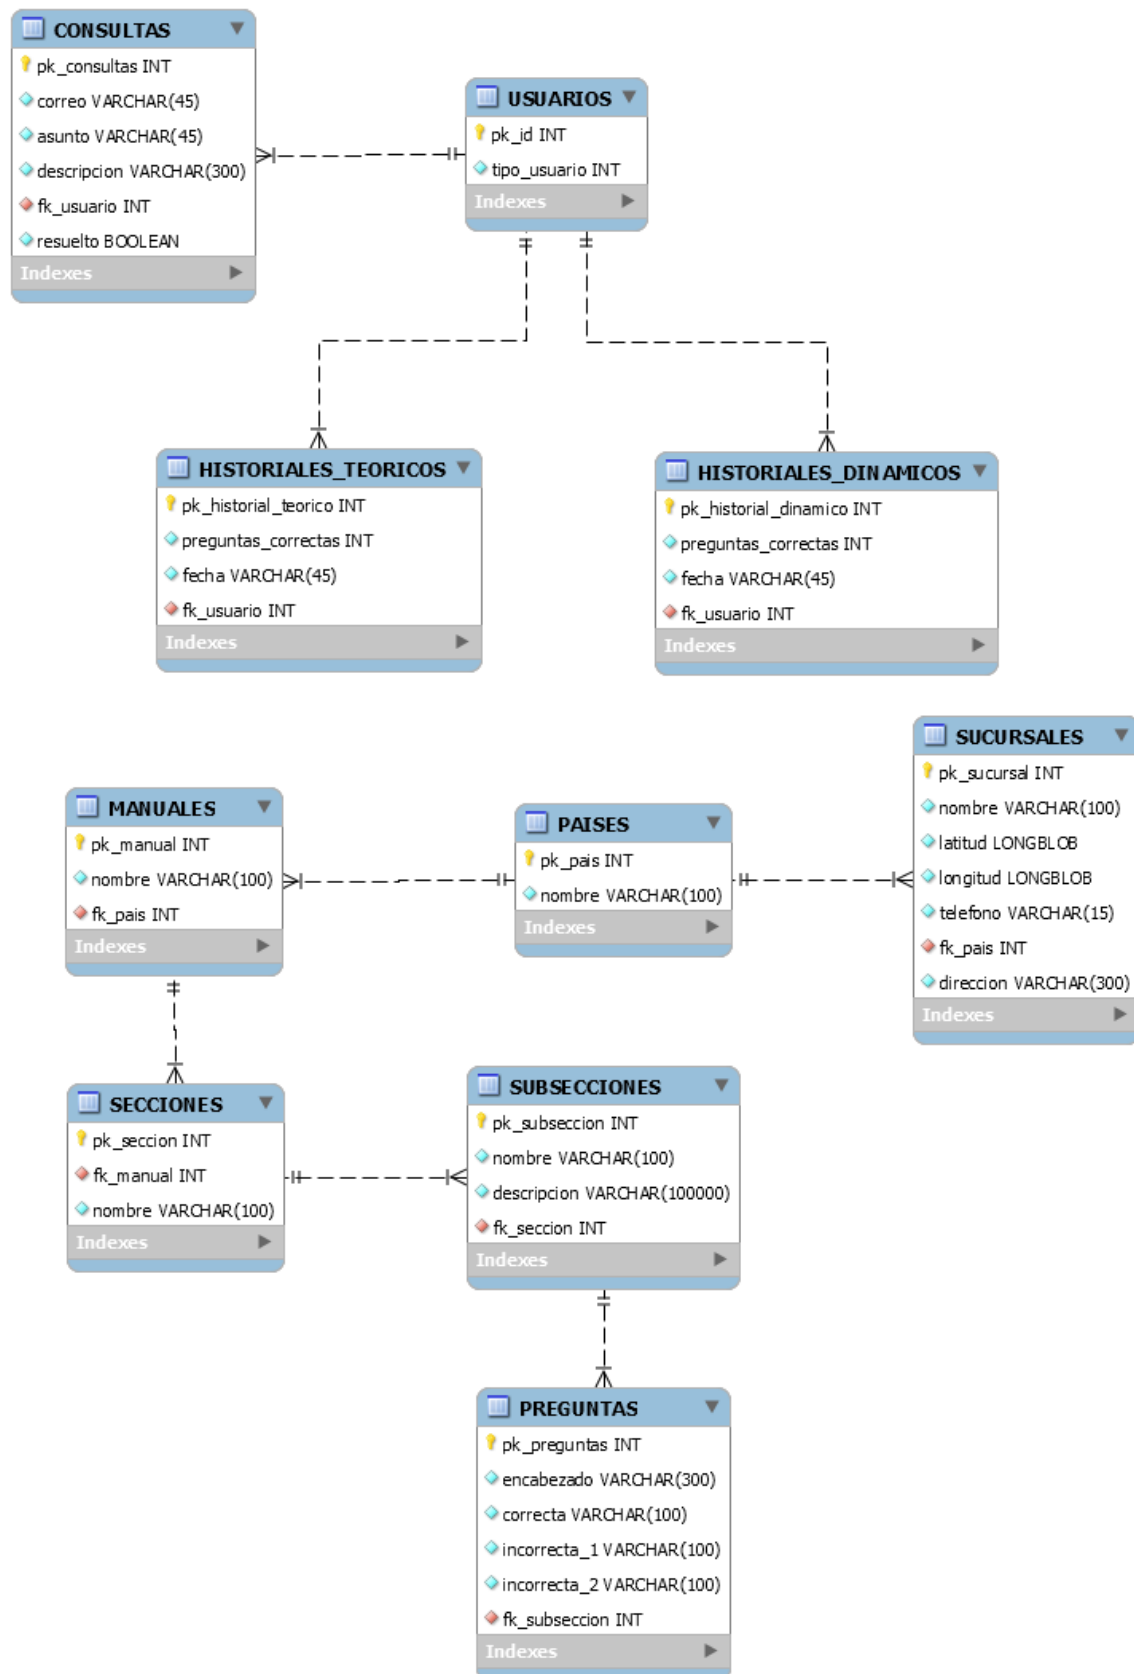 CONSULTAS
pk_consultas INT
correo VARCHAR(45)
asunto VARCHAR(45)
descripcion VARCHAR(300)
fk_usuario INT
resuelto BOOLEAN
Indexes
USUARIOS
pk_id INT
tipo_usuario INT
Indexes
HISTORIALES_TEORICOS
pk_historial_teorico INT
preguntas_correctas INT
fecha VARCHAR(45)
fk_usuario INT
Indexes
HISTORIALES_DINAMICOS
pk_historial_dinamico INT
preguntas_correctas INT
fecha VARCHAR(45)
fk_usuario INT
Indexes
MANUALES
pk_manual INT
nombre VARCHAR(100)
fk_pais INT
Indexes
PAISES
pk_pais INT
nombre VARCHAR(100)
Indexes
SUCURSALES
pk_sucursal INT
nombre VARCHAR(100)
latitud LONGBLOB
longitud LONGBLOB
telefono VARCHAR(15)
fk_pais INT
direccion VARCHAR(300)
Indexes
SECCIONES
pk_seccion INT
fk_manual INT
nombre VARCHAR(100)
Indexes
SUBSECCIONES
pk_subseccion INT
nombre VARCHAR(100)
descripcion VARCHAR(100000)
fk_seccion INT
Indexes
PREGUNTAS
pk_preguntas INT
encabezado VARCHAR(300)
correcta VARCHAR(100)
incorrecta_1 VARCHAR(100)
incorrecta_2 VARCHAR(100)
fk_subseccion INT
Indexes